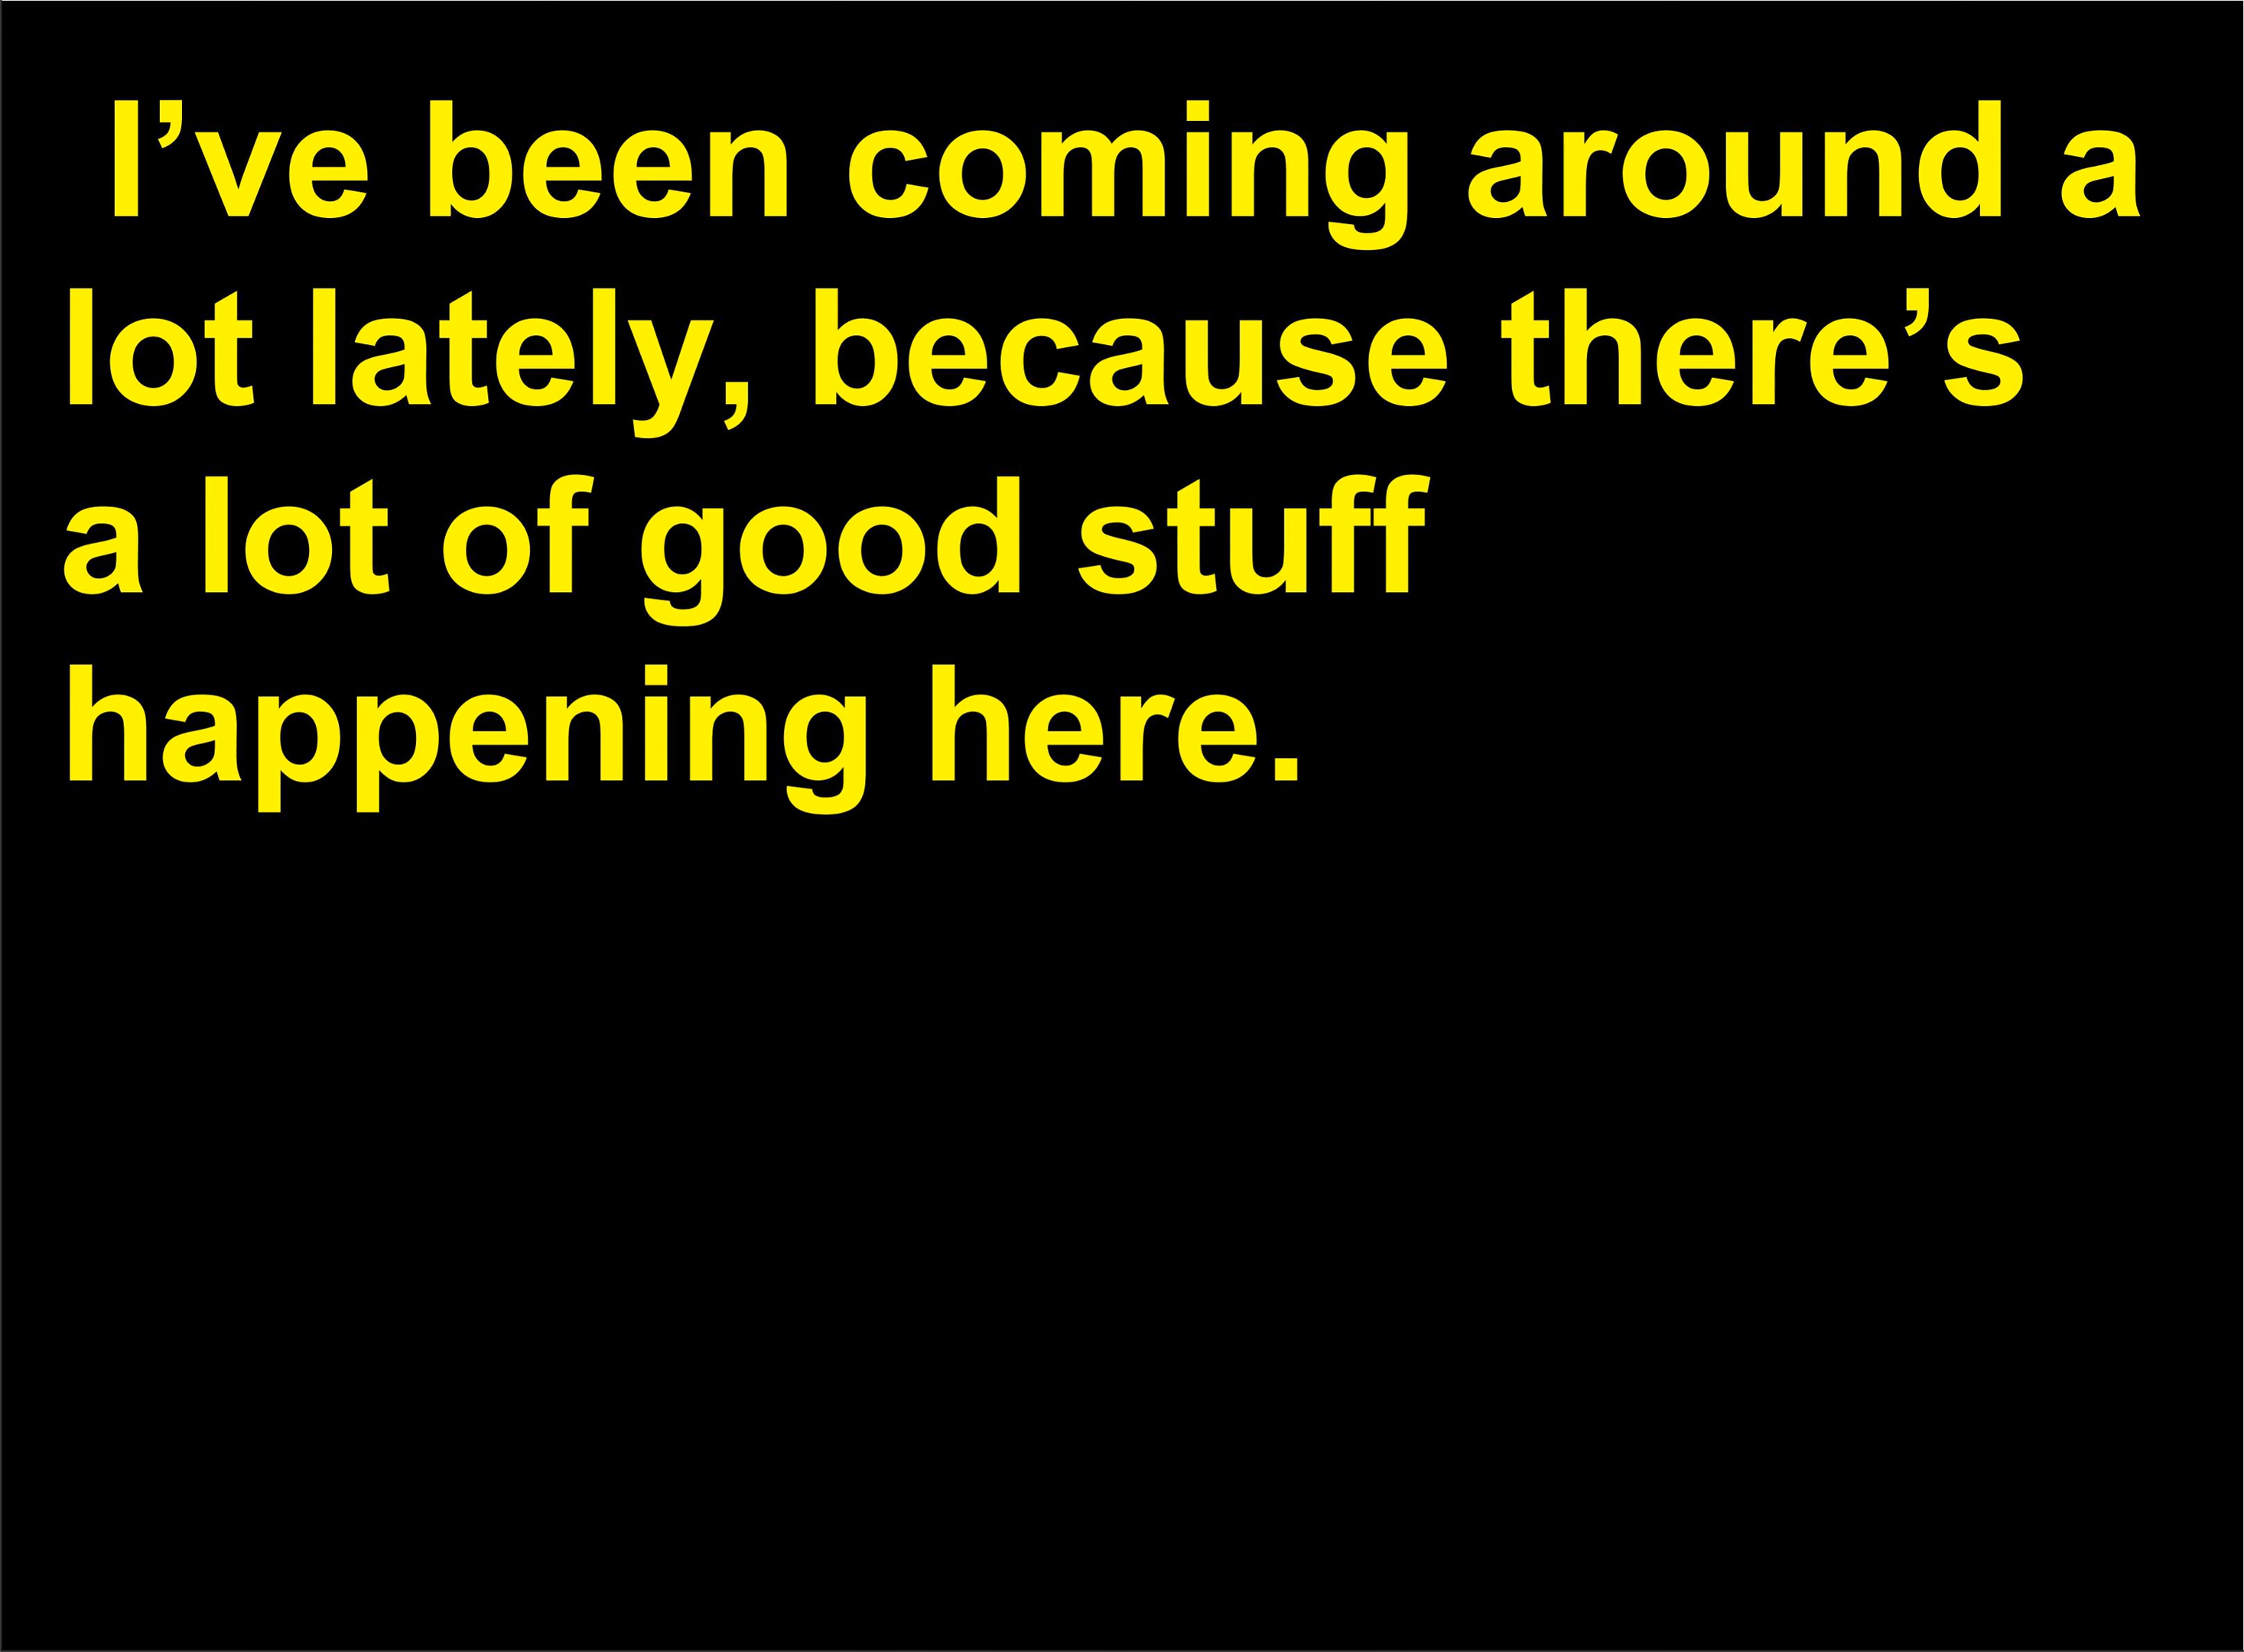 I’ve been coming around a
lot lately, because there’s
a lot of good stuff
happening here.